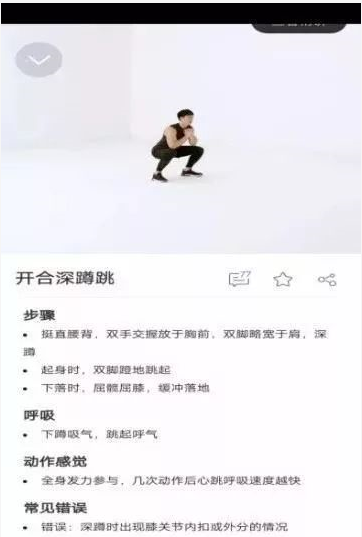 开合深蹲跳
步骤
• 挺直腰背，双手交握放于胸前，双脚略宽于肩，深
蹲
• 起身时，双脚蹬地跳起
• 下落时，屈髋屈膝，缓冲落地
呼吸
• 下蹲吸气，跳起呼气
动作感觉
• 全身发力参与，几次动作后心跳呼吸速度越快
常见错误
• 错误：深蹲时出现膝关节内扣或外分的情况